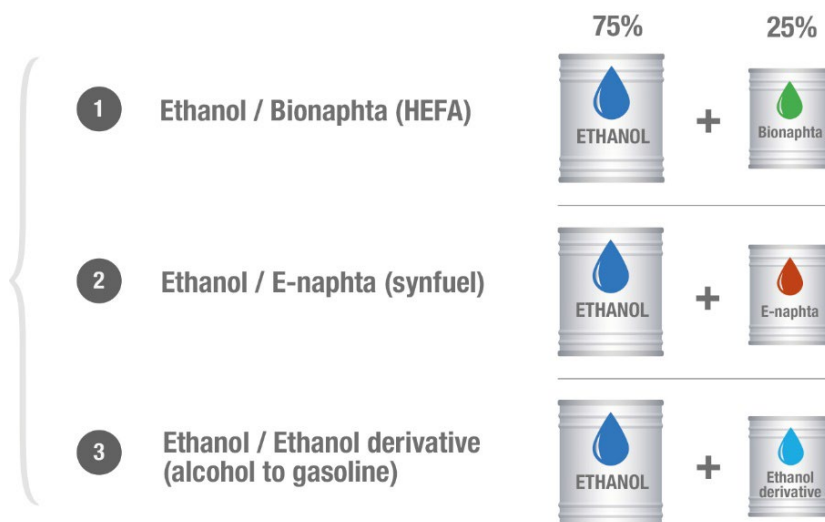 75% 25%
1 Ethanol / Bionaphta (HEFA)
ETHANOL + Bionaphta
2 Ethanol / E-naphta (synfuel)
ETHANOL + E-naphta
3 Ethanol / Ethanol derivative
(alcohol to gasoline)
ETHANOL + Ethanol
derivative